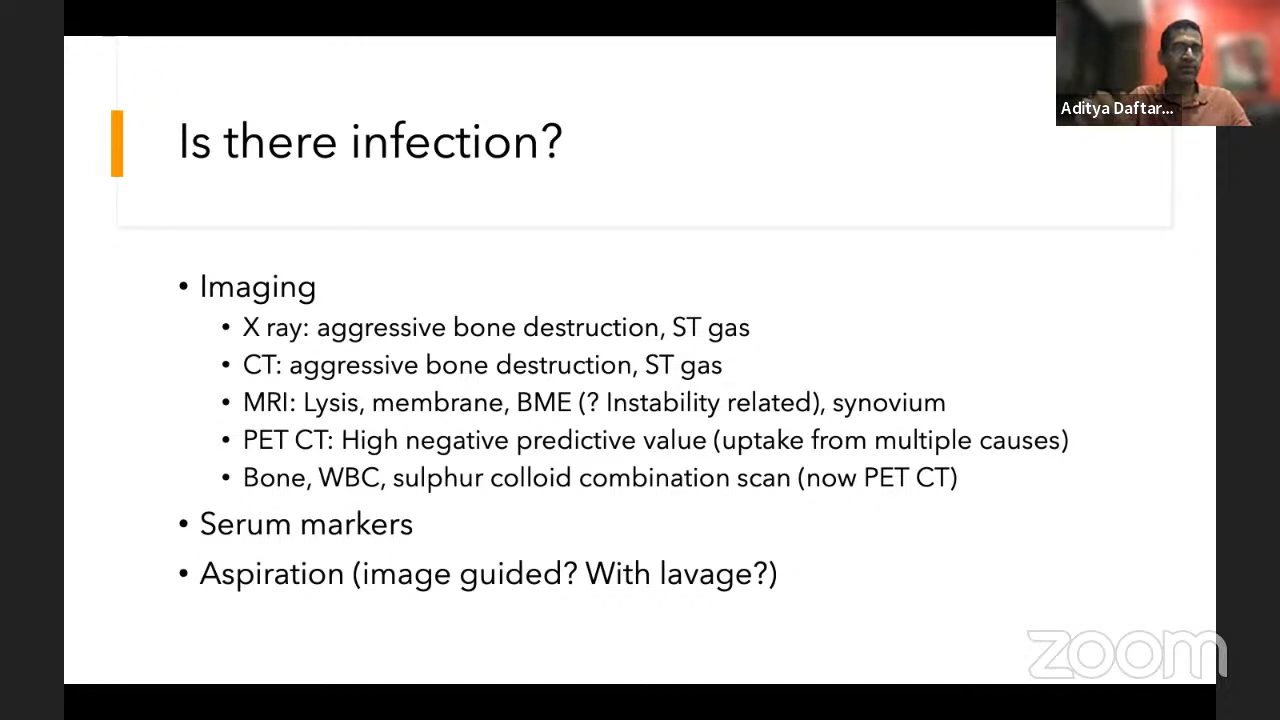 Aditya Daftar...
Is there infection?
• Imaging
• X ray: aggressive bone destruction, ST gas
• CT: aggressive bone destruction, ST gas
• MRI: Lysis, membrane, BME (? Instability related), synovium
• PET CT: High negative predictive value (uptake from multiple causes)
• Bone, WBC, sulphur colloid combination scan (now PET CT)
• Serum markers
• Aspiration (image guided? With lavage?)
zoom